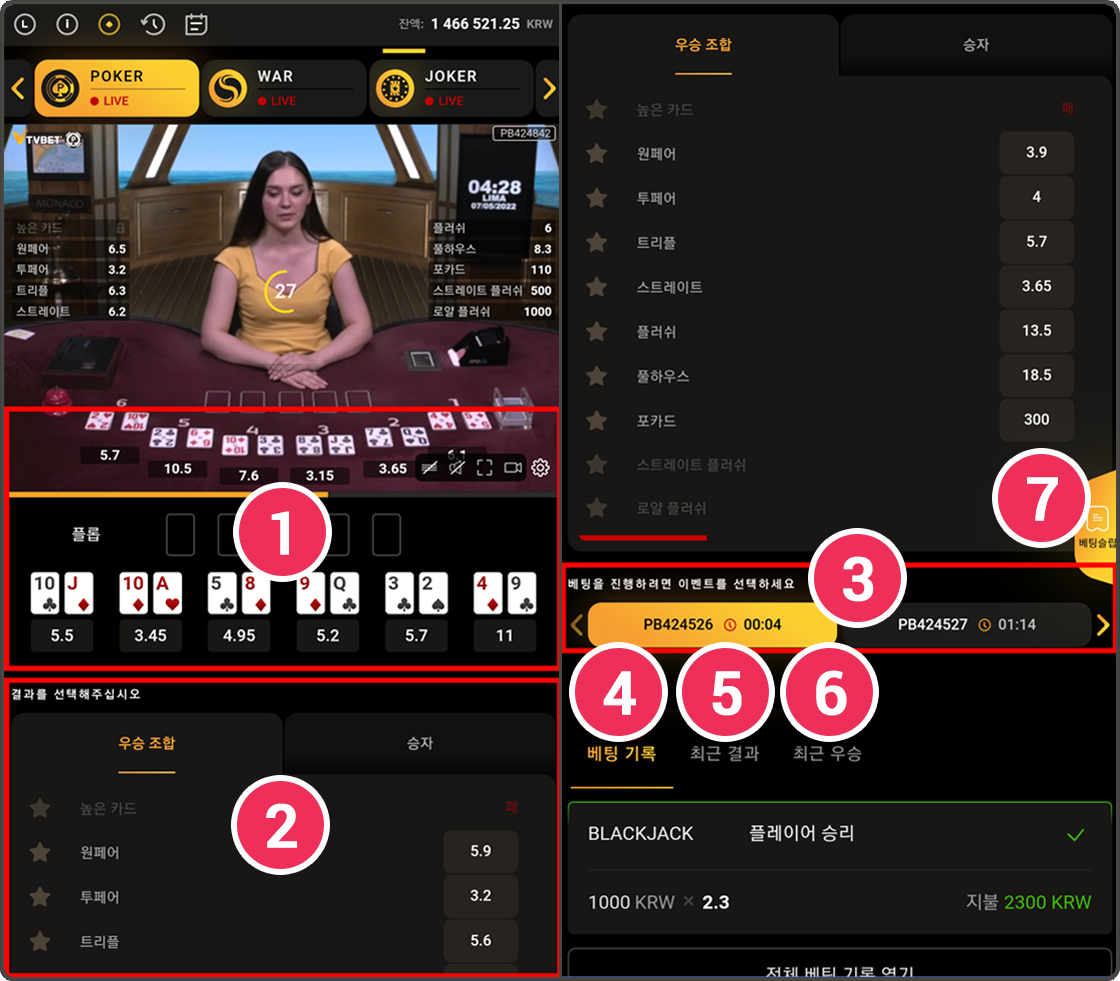 잔액: 1 466 521.25 KRW
POKER
LIVE
WAR
LIVE
JOKER
LIVE
TVBET
PB424842
04:28
LIMA
07/05/2022
MONACO
높은 카드
원페어 6.5
투페어 3.2
트리플 6.3
스트레이트 6.2
플러쉬 6
풀하우스 8.3
포카드 110
스트레이트 플러쉬 500
로얄 플러쉬 1000
27
6 5 4 3 2 1
5.7 10.5 7.6 3.15 3.65
플롭
1
10 J 10 A 5 8 9 Q 3 2 4 9
5.5 3.45 4.95 5.2 5.7 11
결과를 선택해주십시오
우승 조합 승자
높은 카드 패
원페어 5.9
2
투페어 3.2
트리플 5.6
우승 조합 승자
높은 카드 패
원페어 3.9
투페어 4
트리플 5.7
스트레이트 3.65
플러쉬 13.5
풀하우스 18.5
포카드 300
스트레이트 플러쉬
로얄 플러쉬
7
베팅슬립
베팅을 진행하려면 이벤트를 선택하세요
3
PB424526 00:04
PB424527 01:14
4 5 6
베팅 기록 최근 결과 최근 우승
BLACKJACK 플레이어 승리
1000 KRW × 2.3 지불 2300 KRW
전체 베팅 기록 열기